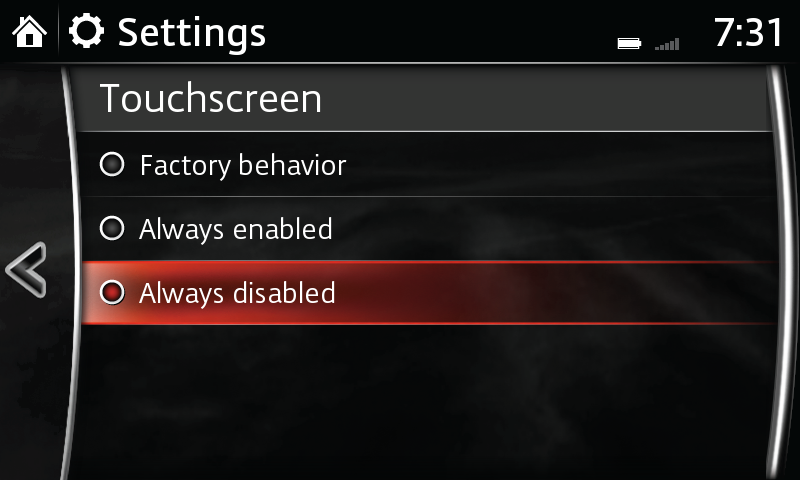 Settings
7:31
Touchscreen
Factory behavior
Always enabled
Always disabled